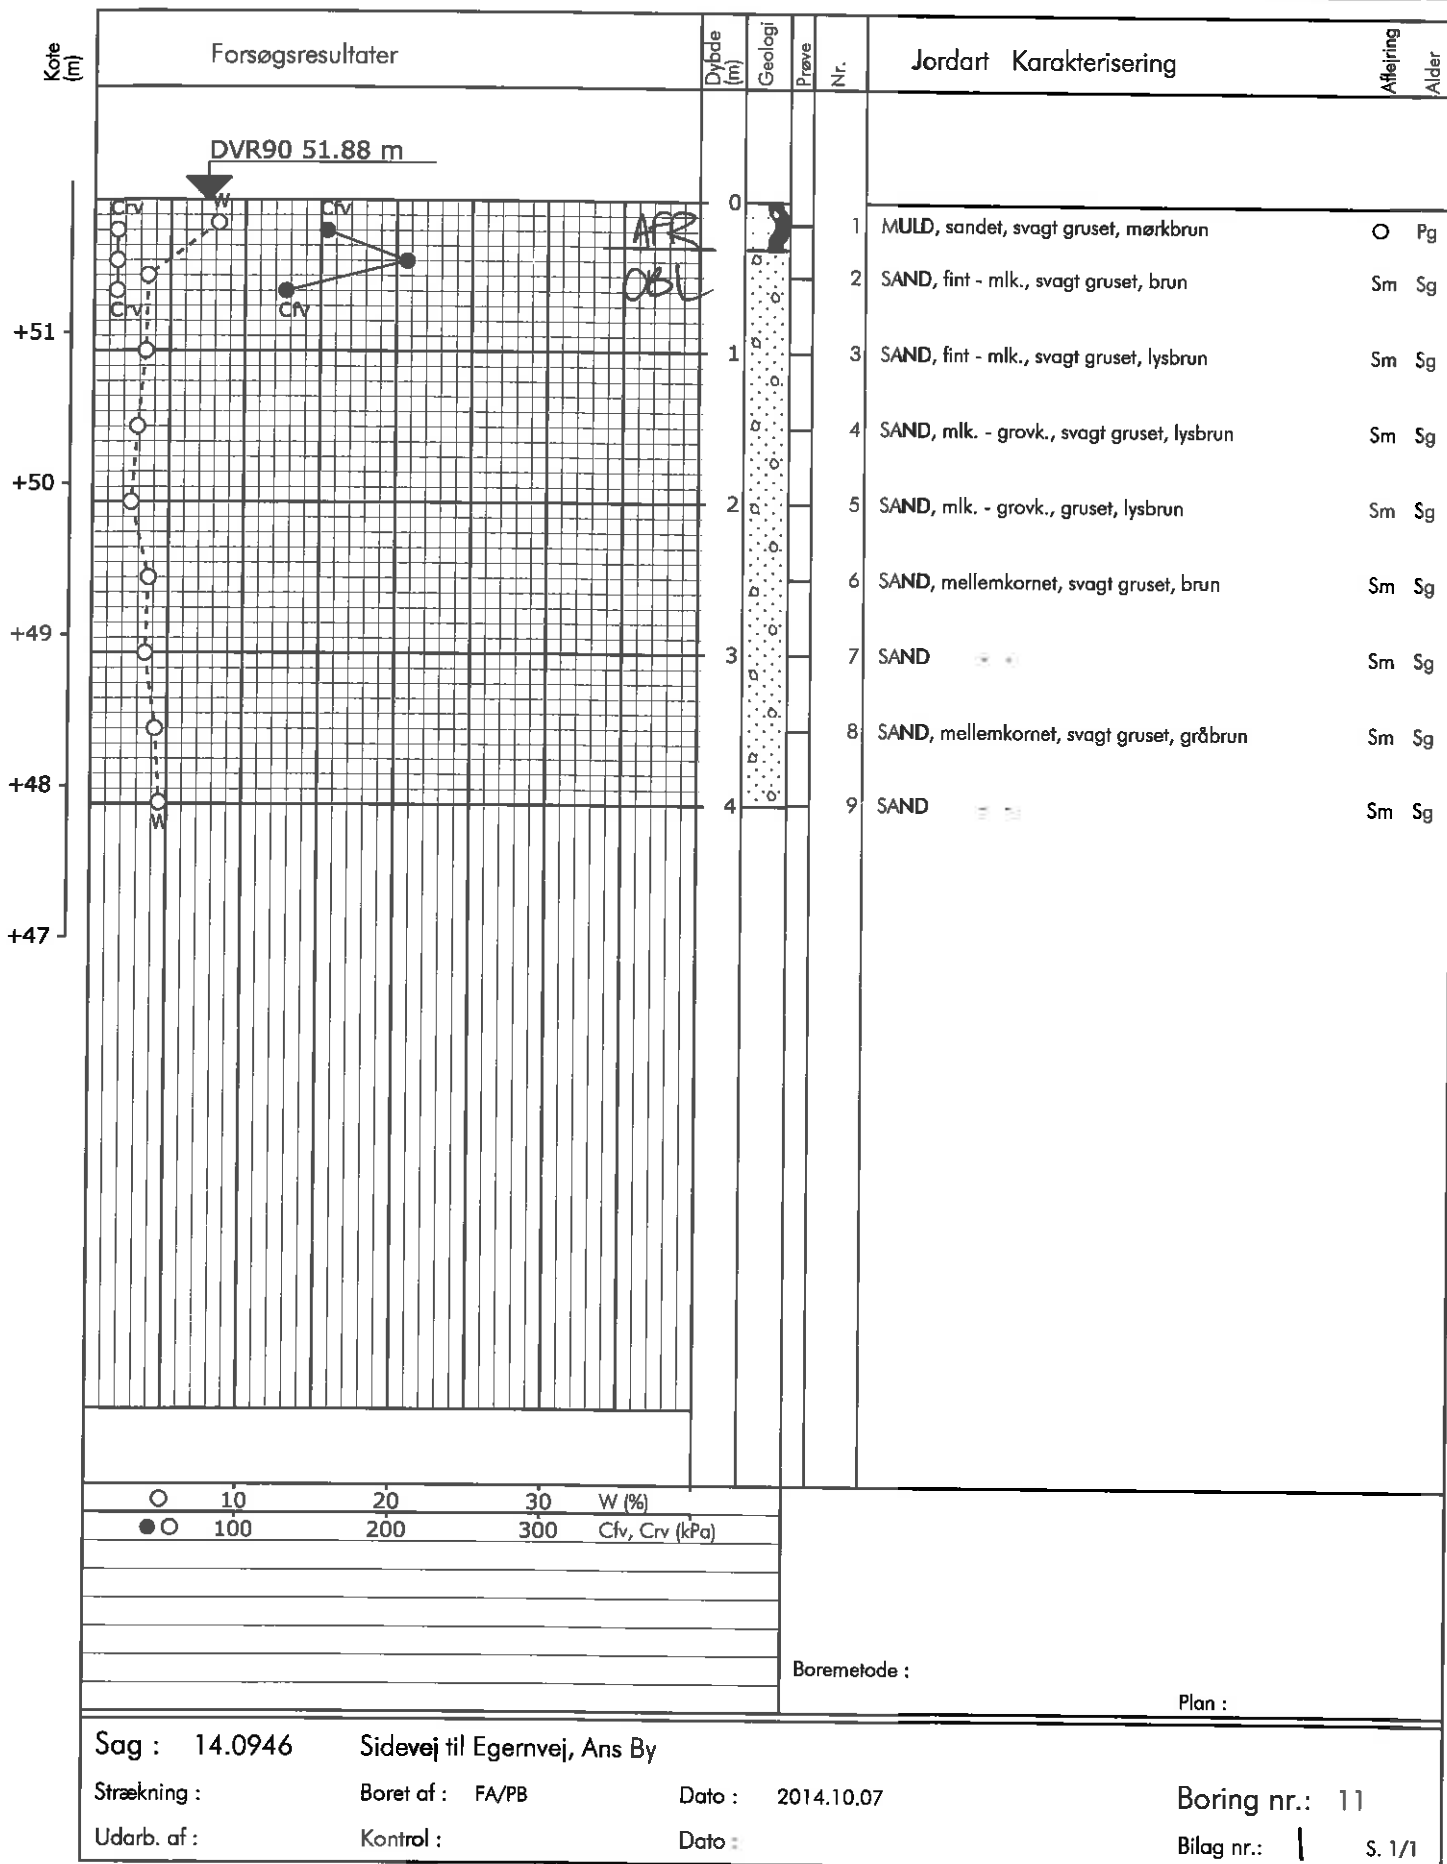 Kote (m)
Forsøgsresultater
Dybde (m)
Geologi
Prøve
Nr.
Jordart Karakterisering
Aflejring
Alder
DVR90 51.88 m
Crv
W
Cfv
AFR
OBL
Crv
Cfv
W
+51
+50
+49
+48
+47
0
1
2
3
4
1 MULD, sandet, svagt gruset, mørkbrun O Pg
2 SAND, fint - mlk., svagt gruset, brun Sm Sg
3 SAND, fint - mlk., svagt gruset, lysbrun Sm Sg
4 SAND, mlk. - grovk., svagt gruset, lysbrun Sm Sg
5 SAND, mlk. - grovk., gruset, lysbrun Sm Sg
6 SAND, mellemkornet, svagt gruset, brun Sm Sg
7 SAND " " Sm Sg
8 SAND, mellemkornet, svagt gruset, gråbrun Sm Sg
9 SAND " " Sm Sg
10 20 30 W (%)
100 200 300 Cfv, Crv (kPa)
Boremetode :
Plan :
Sag : 14.0946 Sidevej til Egernvej, Ans By
Strækning : Boret af : FA/PB Dato : 2014.10.07 Boring nr.: 11
Udarb. af : Kontrol : Dato : Bilag nr.: 1 S. 1/1